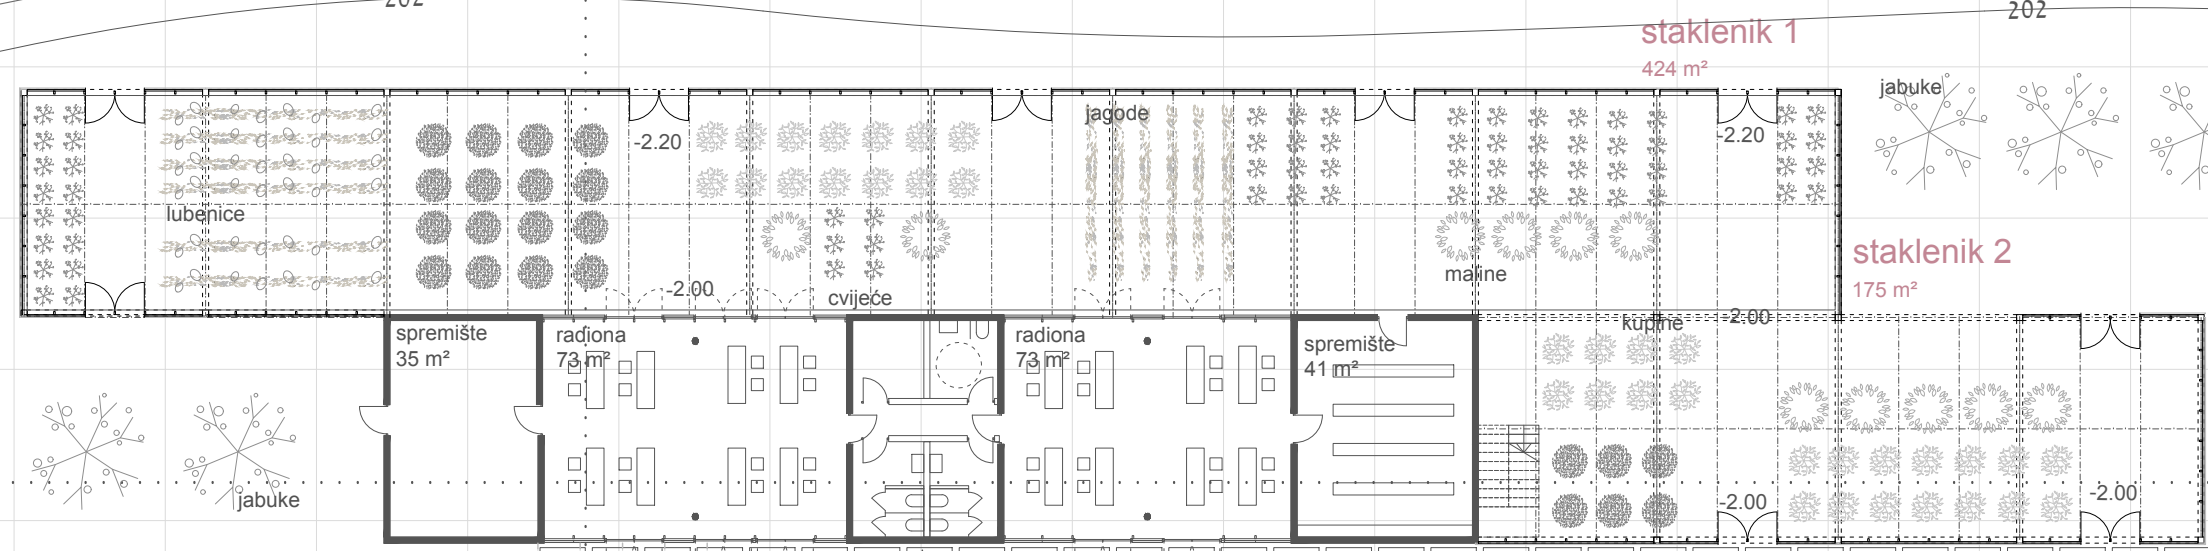 202
202
staklenik 1
424 m²
jabuke
jagode
-2.20
-2.20
lubenice
staklenik 2
175 m²
maline
-2.00
cvijeće
kupine
-2.00
spremište
35 m²
radiona
73 m²
radiona
73 m²
spremište
41 m²
jabuke
-2.00
-2.00